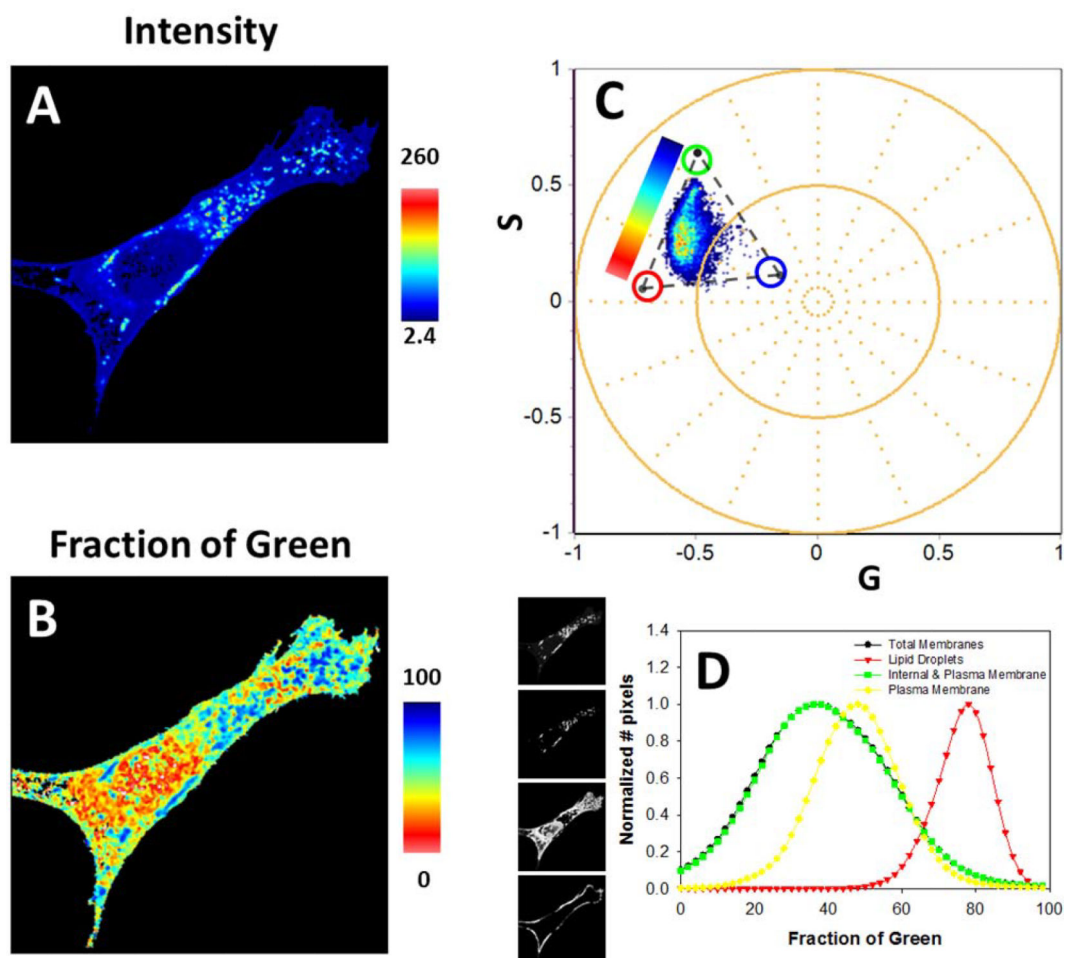 Intensity
A
260
2.4
Fraction of Green
B
100
0
C
1
0.5
0
-0.5
-1
S
-1
-0.5
0
0.5
1
G
D
1.4
1.2
1.0
0.8
0.6
0.4
0.2
0.0
Normalized # pixels
Total Membranes
Lipid Droplets
Internal & Plasma Membrane
Plasma Membrane
0
20
40
60
80
100
Fraction of Green